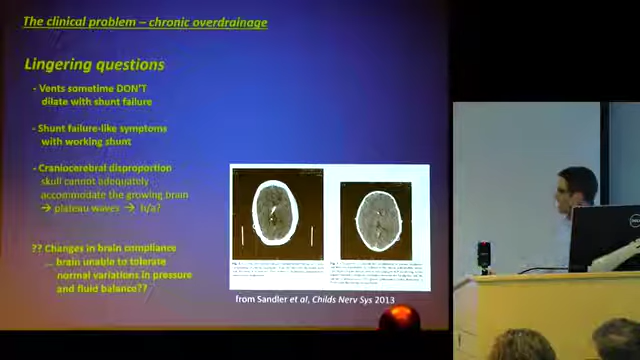 The clinical problem – chronic overdrainage
Lingering questions
- Vents sometime DON'T
dilate with shunt failure
- Shunt failure-like symptoms
with working shunt
- Craniocerebral disproportion
skull cannot adequately
accommodate the growing brain
→ plateau waves → h/a?
?? Changes in brain compliance
... brain unable to tolerate
normal variations in pressure
and fluid balance??
from Sandler et al, Childs Nerv Sys 2013
DELL